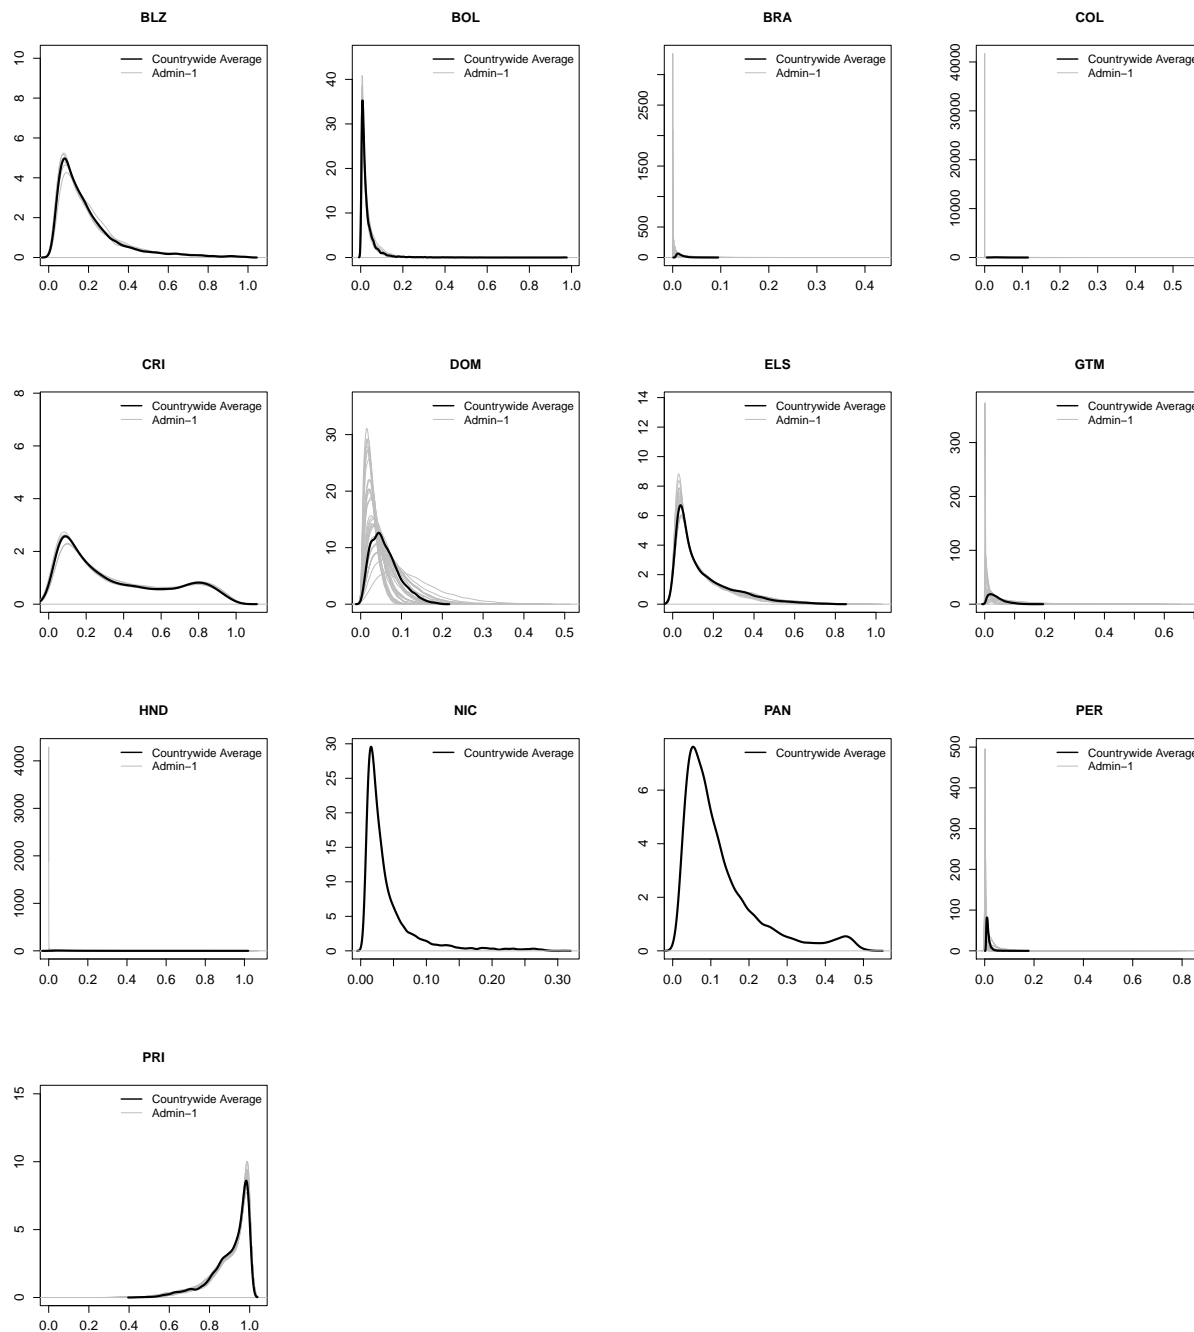 BLZ
Countrywide Average
Admin−1
0 2 4 6 8 10
0.0 0.2 0.4 0.6 0.8 1.0
BOL
Countrywide Average
Admin−1
0 10 20 30 40
0.0 0.2 0.4 0.6 0.8 1.0
BRA
Countrywide Average
Admin−1
0 500 1500 2500
0.0 0.1 0.2 0.3 0.4
COL
Countrywide Average
Admin−1
0 10000 20000 30000 40000
0.0 0.1 0.2 0.3 0.4 0.5
CRI
Countrywide Average
Admin−1
0 2 4 6 8
0.0 0.2 0.4 0.6 0.8 1.0
DOM
Countrywide Average
Admin−1
0 10 20 30
0.0 0.1 0.2 0.3 0.4 0.5
ELS
Countrywide Average
Admin−1
0 2 4 6 8 10 12 14
0.0 0.2 0.4 0.6 0.8 1.0
GTM
Countrywide Average
Admin−1
0 100 200 300
0.0 0.2 0.4 0.6
HND
Countrywide Average
Admin−1
0 1000 2000 3000 4000
0.0 0.2 0.4 0.6 0.8 1.0
NIC
Countrywide Average
0 5 10 15 20 25 30
0.00 0.10 0.20 0.30
PAN
Countrywide Average
0 2 4 6
0.0 0.1 0.2 0.3 0.4 0.5
PER
Countrywide Average
Admin−1
0 100 200 300 400 500
0.0 0.2 0.4 0.6 0.8
PRI
Countrywide Average
Admin−1
0 5 10 15
0.0 0.2 0.4 0.6 0.8 1.0